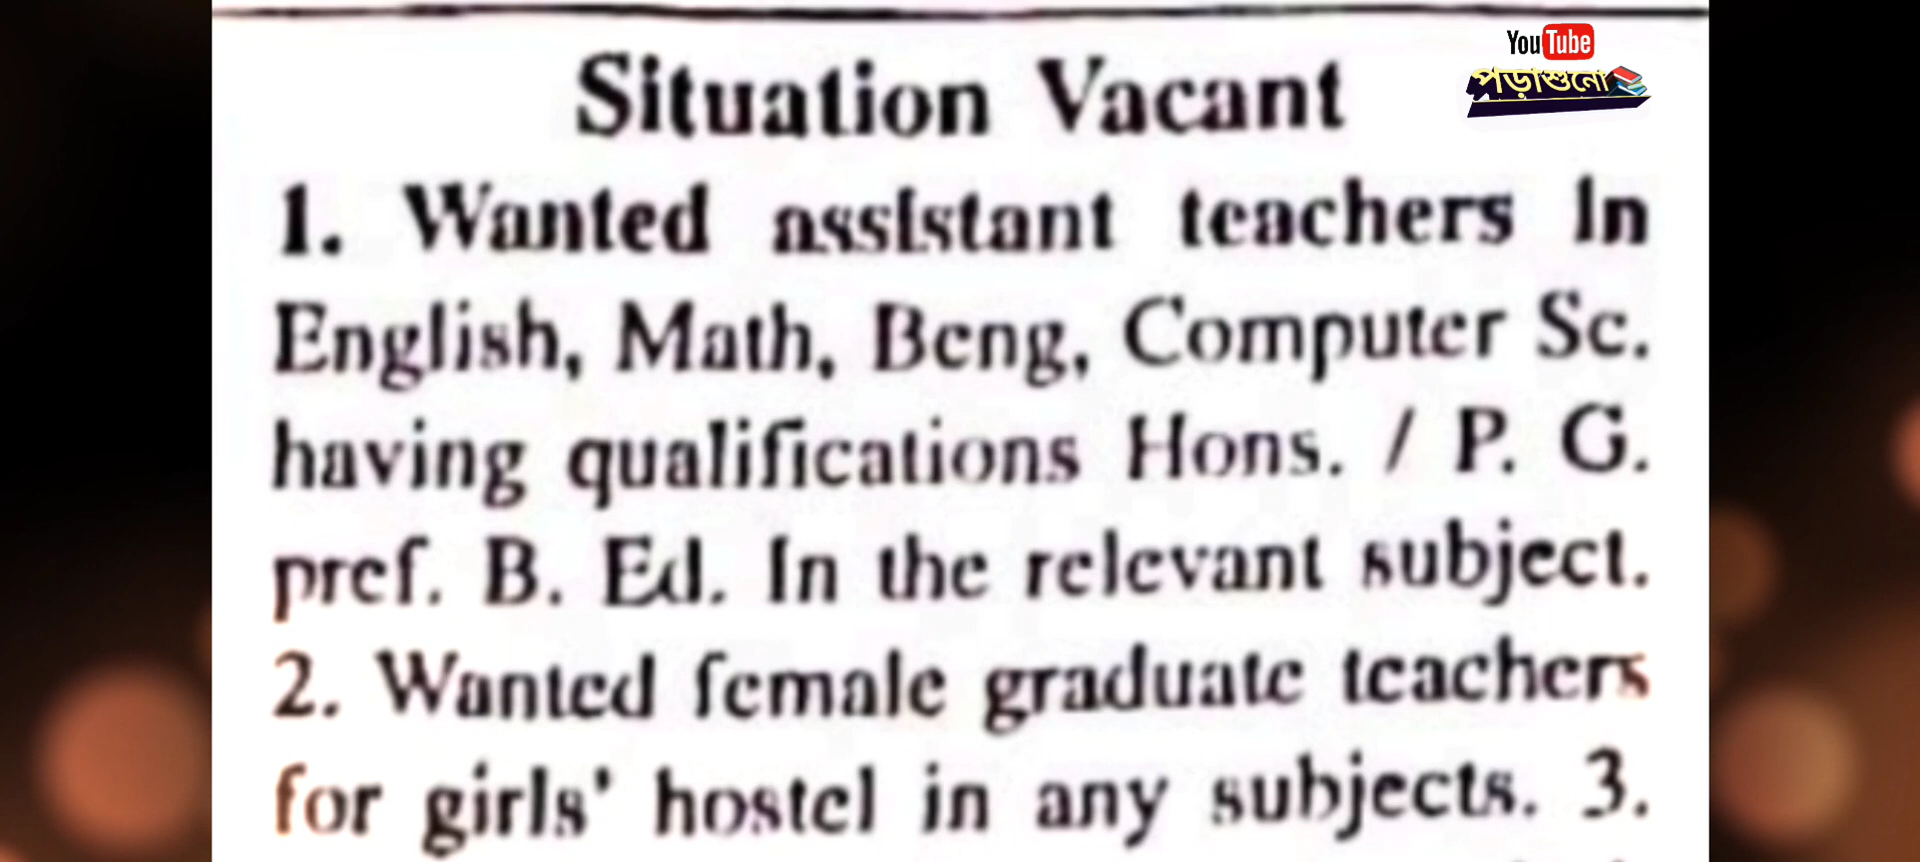 YouTube
পড়াশুনো
Situation Vacant
1. Wanted assistant teachers in
English, Math, Beng, Computer Sc.
having qualifications Hons. / P. G.
pref. B. Ed. In the relevant subject.
2. Wanted female graduate teachers
for girls' hostel in any subjects. 3.